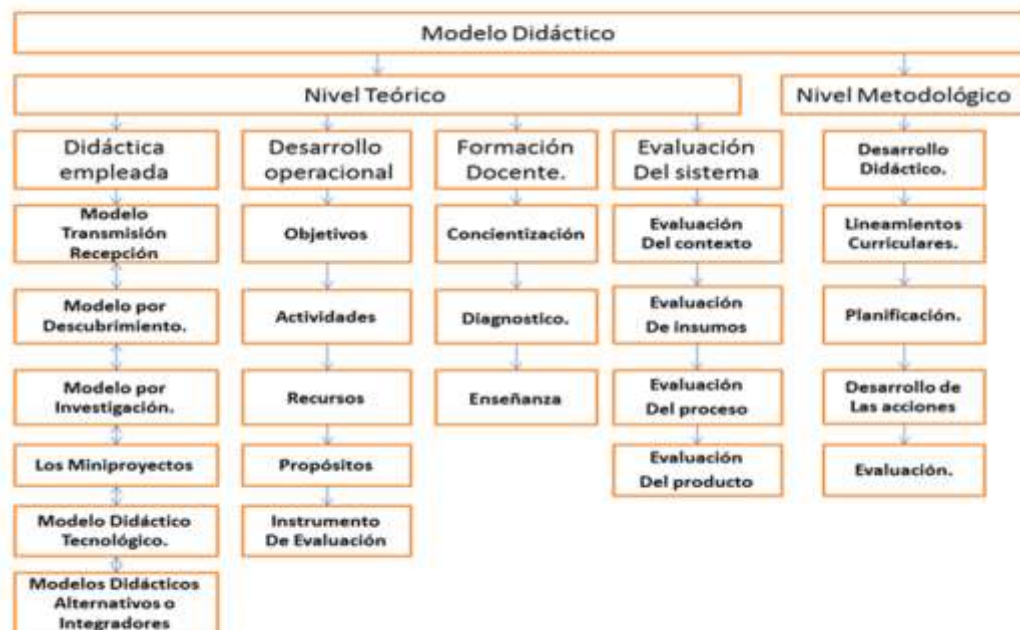 Modelo Didáctico
Nivel Teórico
Nivel Metodológico
Didáctica
empleada
Modelo
Transmisión
Recepción
Modelo por
Descubrimiento.
Modelo por
Investigación.
Los Miniproyectos
Modelo Didáctico
Tecnológico.
Modelos Didácticos
Alternativos o
Integradores
Desarrollo
operacional
Objetivos
Actividades
Recursos
Propósitos
Instrumento
De Evaluación
Formación
Docente.
Concientización
Diagnostico.
Enseñanza
Evaluación
Del sistema
Evaluación
Del contexto
Evaluación
De insumos
Evaluación
Del proceso
Evaluación
Del producto
Desarrollo
Didáctico.
Lineamientos
Curriculares.
Planificación.
Desarrollo de
Las acciones
Evaluación.